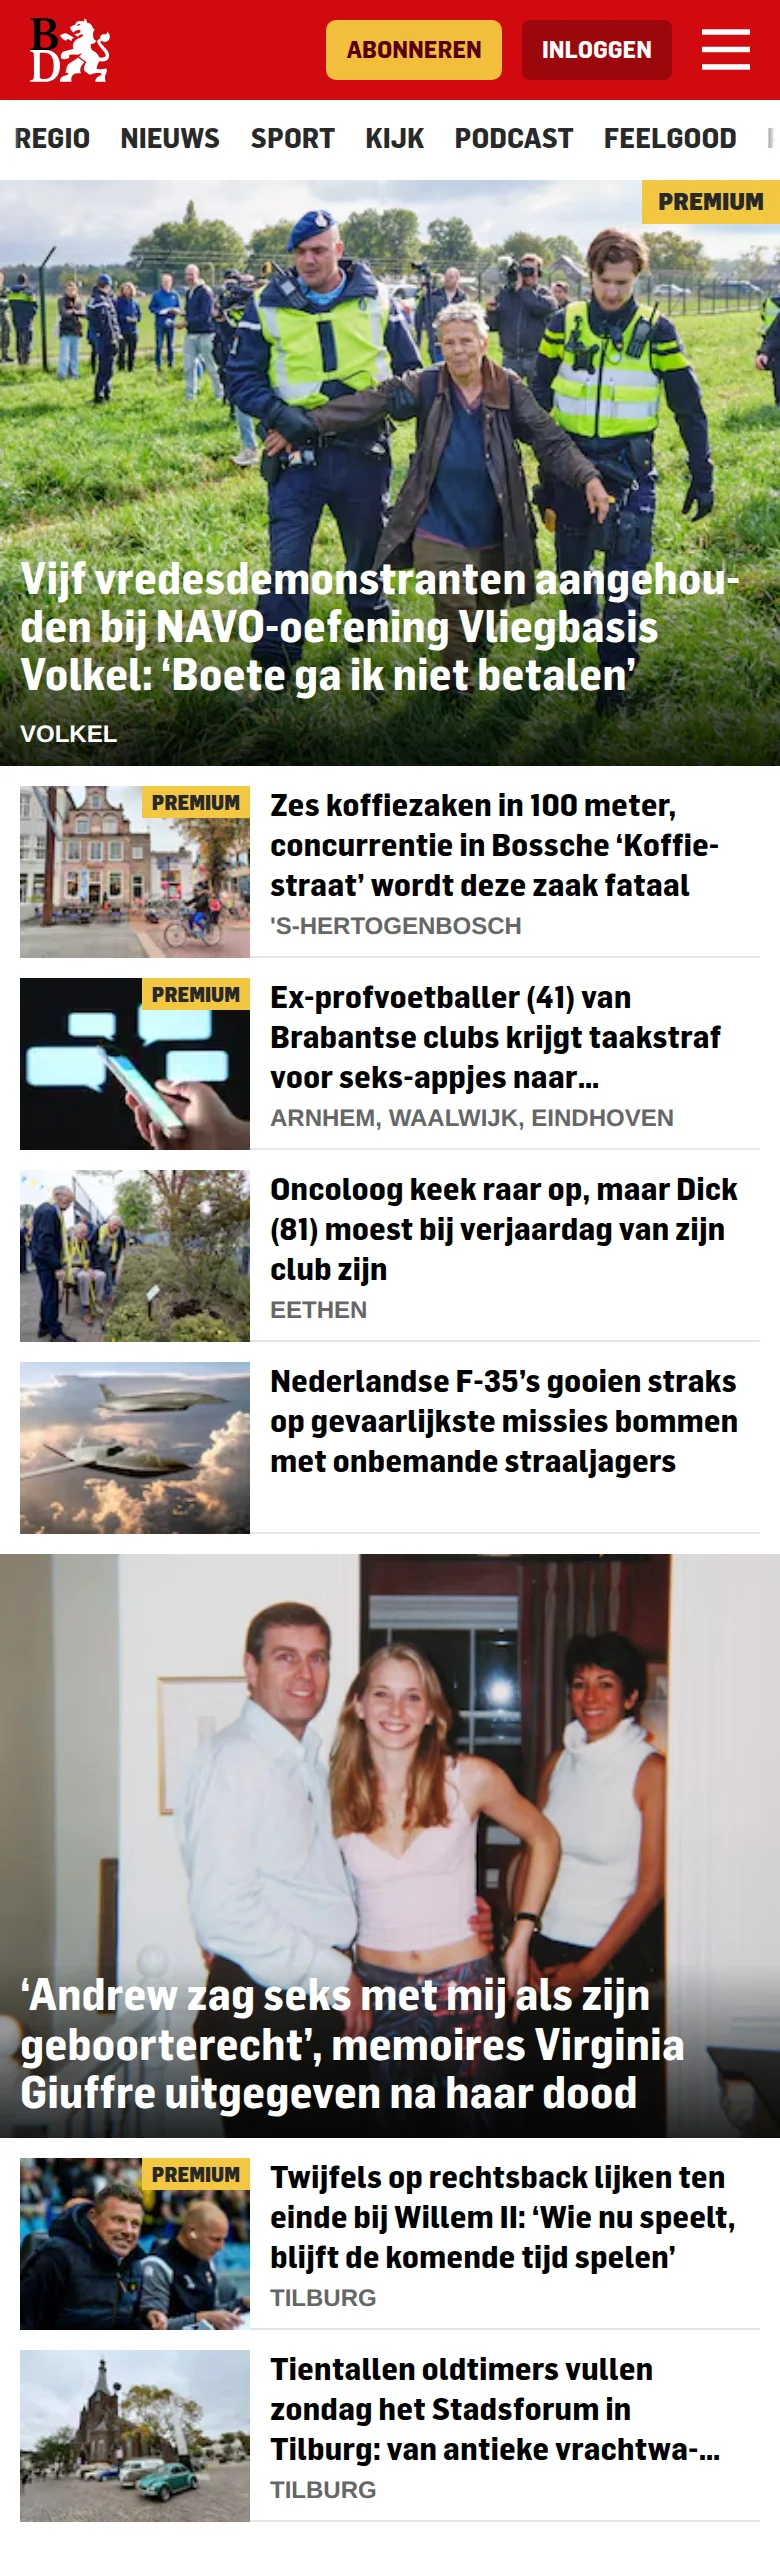 BD
ABONNEREN
INLOGGEN
REGIO NIEUWS SPORT KIJK PODCAST FEELGOOD
PREMIUM
Vijf vredesdemonstranten aangehou-
den bij NAVO-oefening Vliegbasis
Volkel: ‘Boete ga ik niet betalen’
VOLKEL
PREMIUM
Zes koffiezaken in 100 meter,
concurrentie in Bossche ‘Koffie-
straat’ wordt deze zaak fataal
'S-HERTOGENBOSCH
PREMIUM
Ex-profvoetballer (41) van
Brabantse clubs krijgt taakstraf
voor seks-appjes naar...
ARNHEM, WAALWIJK, EINDHOVEN
Oncoloog keek raar op, maar Dick
(81) moest bij verjaardag van zijn
club zijn
EETHEN
Nederlandse F-35’s gooien straks
op gevaarlijkste missies bommen
met onbemande straaljagers
‘Andrew zag seks met mij als zijn
geboorterecht’, memoires Virginia
Giuffre uitgegeven na haar dood
PREMIUM
Twijfels op rechtsback lijken ten
einde bij Willem II: ‘Wie nu speelt,
blijft de komende tijd spelen’
TILBURG
Tientallen oldtimers vullen
zondag het Stadsforum in
Tilburg: van antieke vrachtwa-...
TILBURG